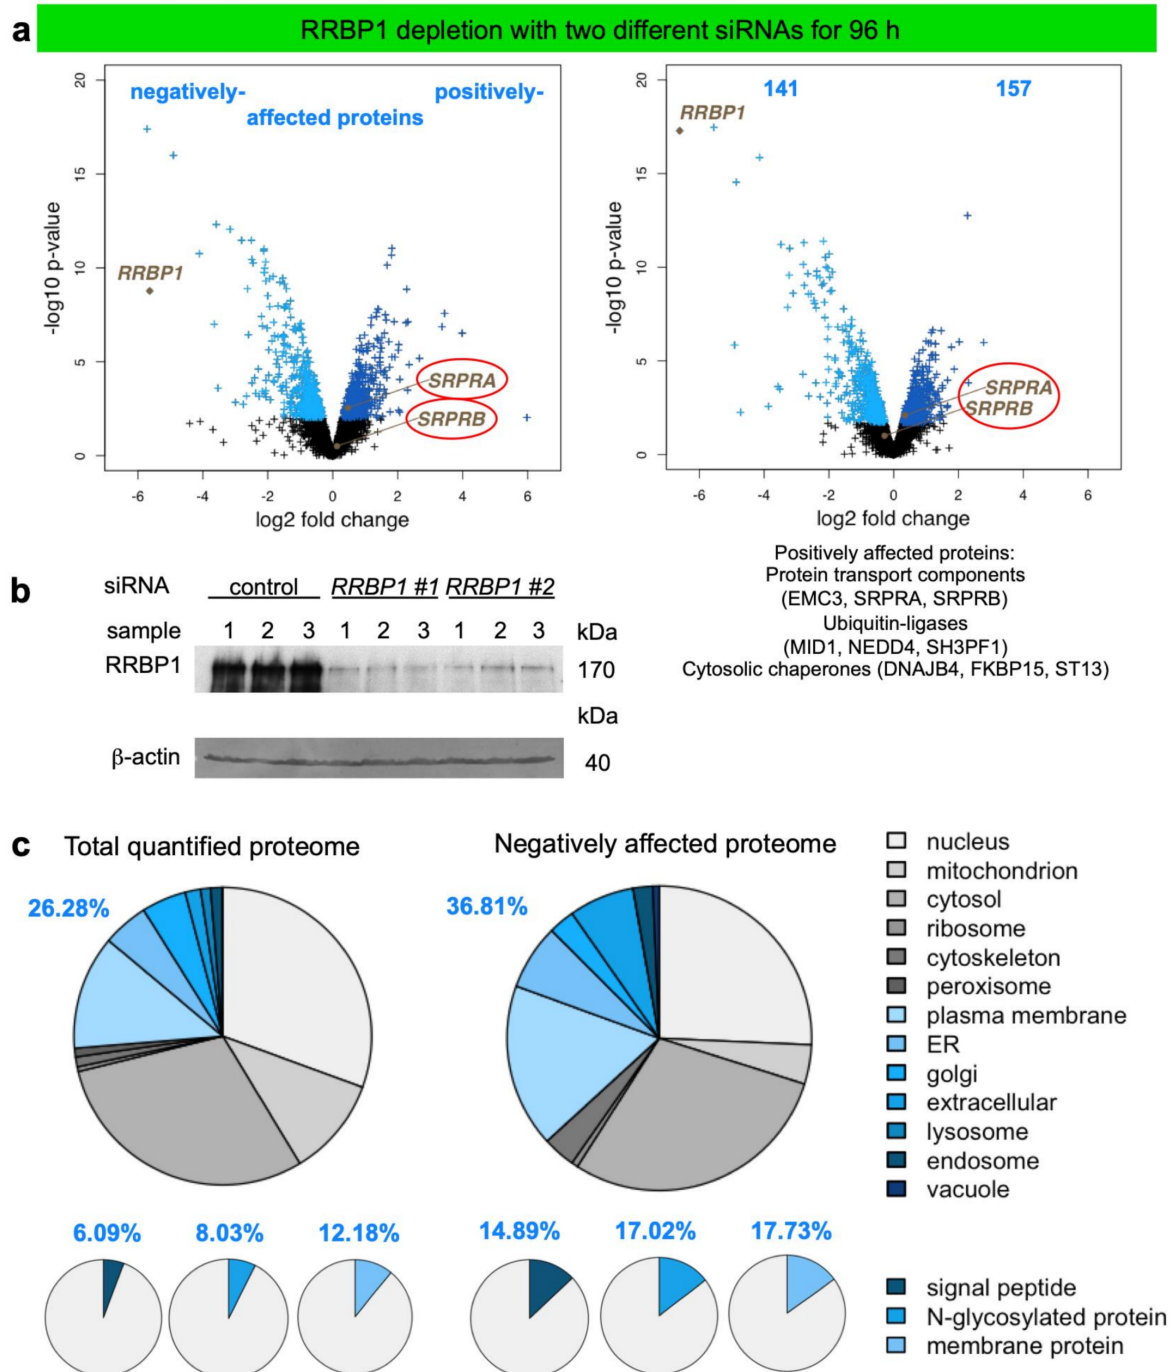 a
RRBP1 depletion with two different siRNAs for 96 h
20
15
10
5
0
-log10 p-value
negatively- positively-
affected proteins
RRBP1
SRPRA
SRPRB
-6 -4 -2 0 2 4 6
log2 fold change
20
15
10
5
0
-log10 p-value
141 157
RRBP1
SRPRA
SRPRB
-6 -4 -2 0 2 4 6
log2 fold change
Positively affected proteins:
Protein transport components
(EMC3, SRPRA, SRPRB)
Ubiquitin-ligases
(MID1, NEDD4, SH3PF1)
Cytosolic chaperones (DNAJB4, FKBP15, ST13)
b
siRNA control RRBP1 #1 RRBP1 #2
sample 1 2 3 1 2 3 1 2 3 kDa
RRBP1 170
kDa
β-actin 40
c
Total quantified proteome
26.28%
Negatively affected proteome
36.81%
nucleus
mitochondrion
cytosol
ribosome
cytoskeleton
peroxisome
plasma membrane
ER
golgi
extracellular
lysosome
endosome
vacuole
6.09% 8.03% 12.18%
14.89% 17.02% 17.73%
signal peptide
N-glycosylated protein
membrane protein